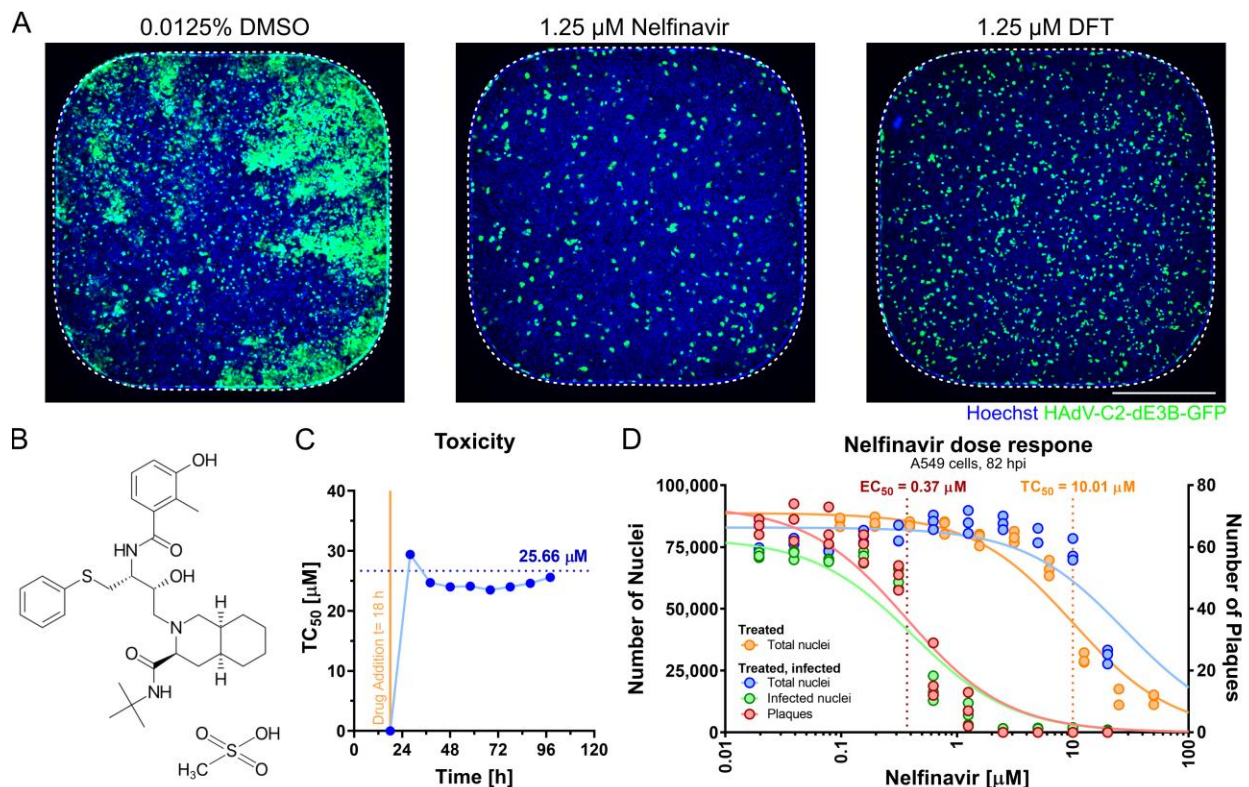 A
0.0125% DMSO
1.25 µM Nelfinavir
1.25 µM DFT
Hoechst HAdV-C2-dE3B-GFP
B
OH
O
HN
S
OH
N
H
H
O
NH
O
OH
S
H3C
O
C
Toxicity
TC50 [µM]
40
30
20
10
0
Drug Addition t= 18 h
25.66 µM
0 24 48 72 96 120
Time [h]
D
Nelfinavir dose respone
A549 cells, 82 hpi
EC50 = 0.37 µM
TC50 = 10.01 µM
Number of Nuclei
100,000
75,000
50,000
25,000
0
Treated
Total nuclei
Treated, infected
Total nuclei
Infected nuclei
Plaques
80
60
40
20
0
Number of Plaques
0.01 0.1 1 10 100
Nelfinavir [µM]